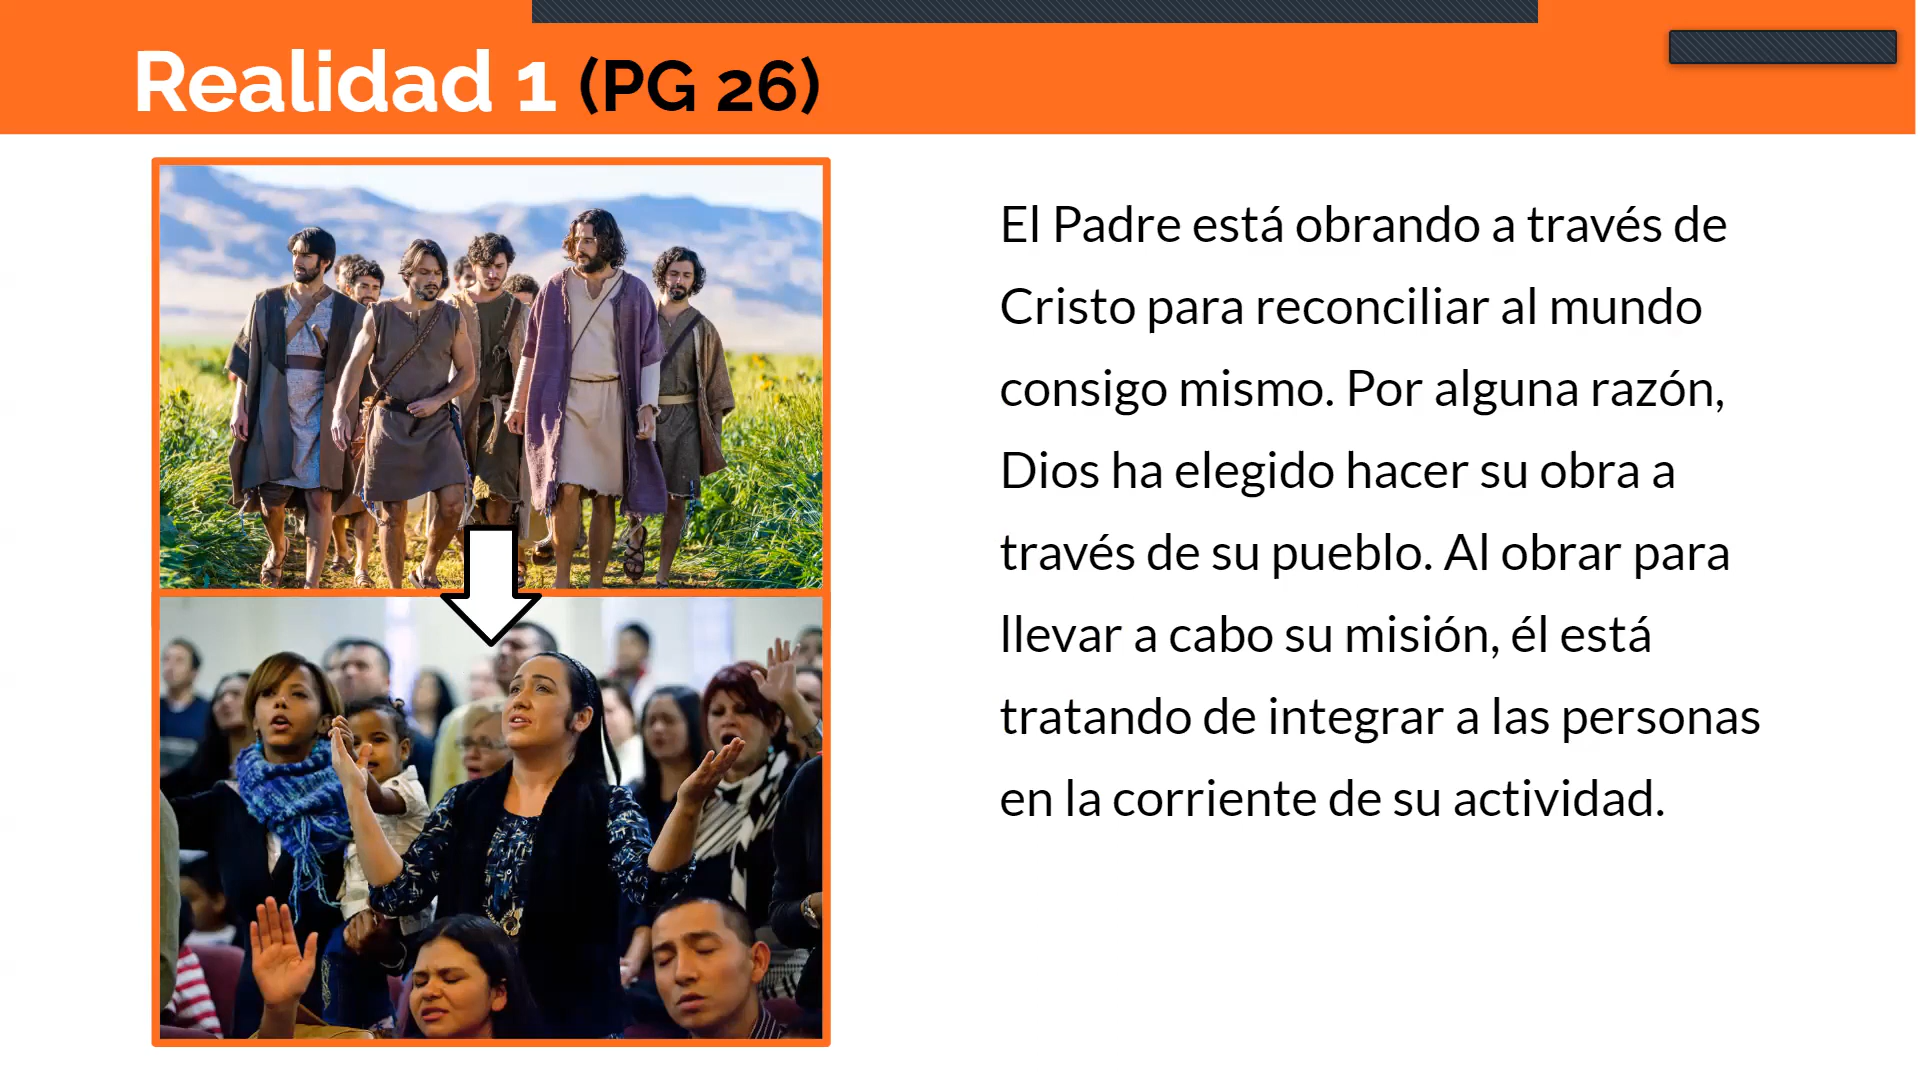 Realidad 1 (PG 26)
El Padre está obrando a través de
Cristo para reconciliar al mundo
consigo mismo. Por alguna razón,
Dios ha elegido hacer su obra a
través de su pueblo. Al obrar para
llevar a cabo su misión, él está
tratando de integrar a las personas
en la corriente de su actividad.